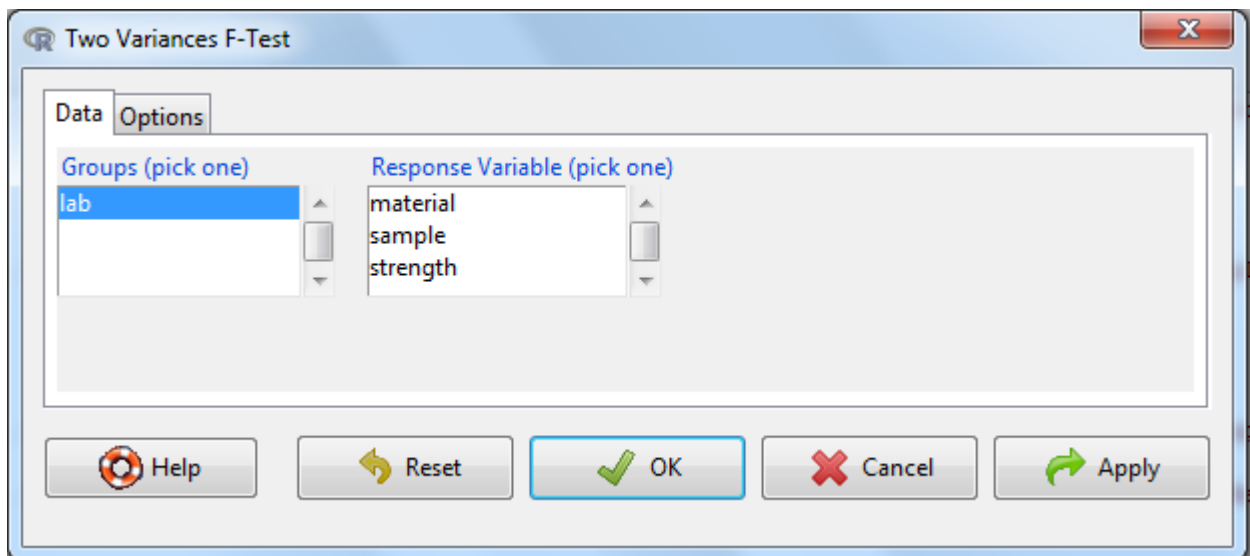 Two Variances F-Test
Data Options
Groups (pick one) Response Variable (pick one)
lab
material
sample
strength
Help Reset OK Cancel Apply